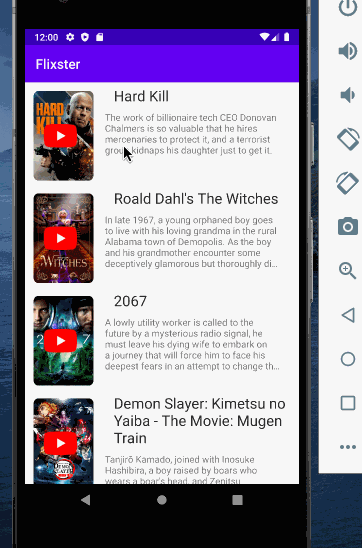 12:00
Flixster
HARD
KILL
Hard Kill
The work of billionaire tech CEO Donovan
Chalmers is so valuable that he hires
mercenaries to protect it, and a terrorist
group kidnaps his daughter just to get it.
WITCHES
Roald Dahl's The Witches
In late 1967, a young orphaned boy goes
to live with his loving grandma in the rural
Alabama town of Demopolis. As the boy
and his grandmother encounter some
deceptively glamorous but thoroughly di...
2067
A lowly utility worker is called to the
future by a mysterious radio signal, he
must leave his dying wife to embark on
a journey that will force him to face his
deepest fears in an attempt to change th...
Demon Slayer: Kimetsu no
Yaiba - The Movie: Mugen
Train
Tanjirō Kamado, joined with Inosuke
Hashibira, a boy raised by boars who
wears a boar's head, and Zenitsu